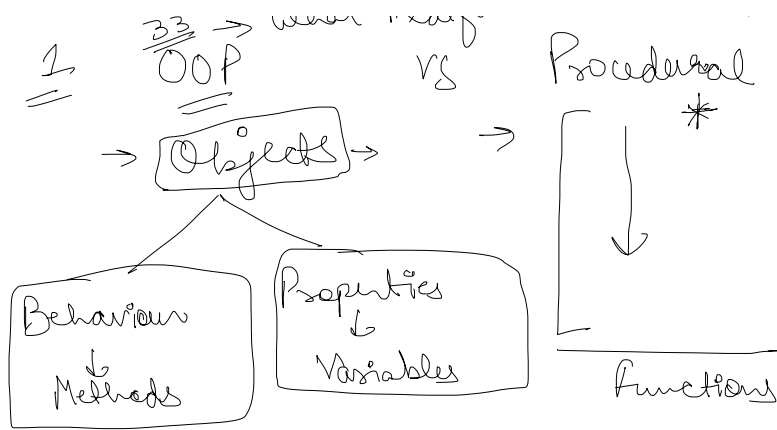 33 →
1 OOP vs Procedural
→ Objects → → *
Behaviour Properties
↓ ↓
Methods Variables
Functions